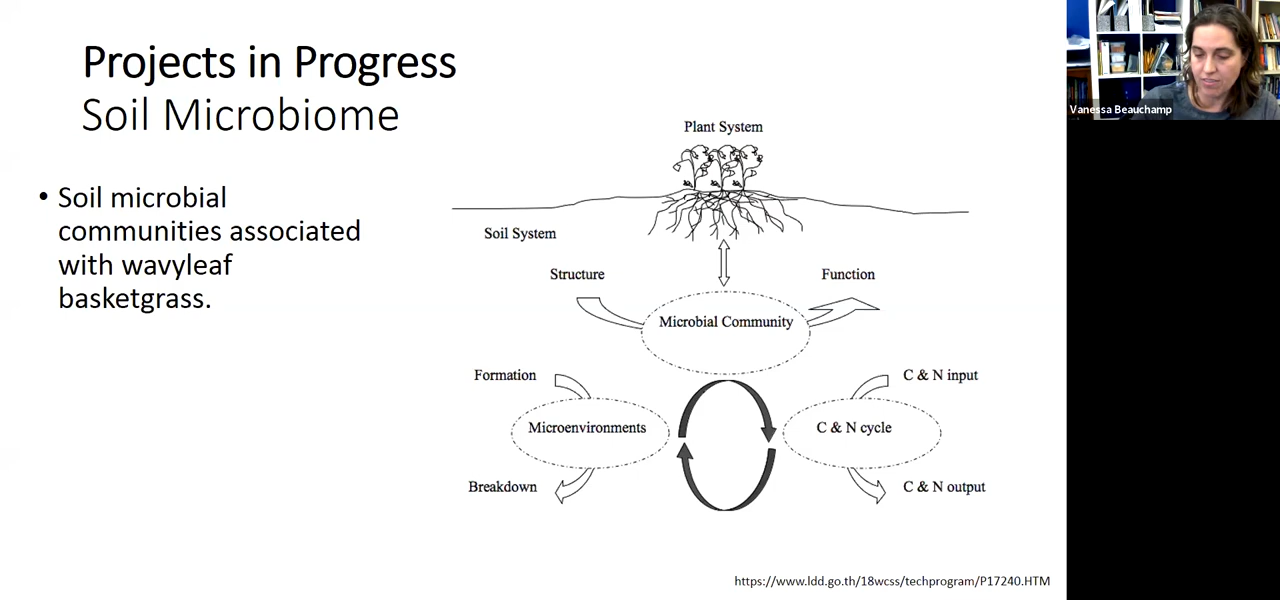 Projects in Progress
Soil Microbiome
• Soil microbial
communities associated
with wavyleaf
basketgrass.
Plant System
Soil System
Structure
Function
Microbial Community
Formation
C & N input
Microenvironments
C & N cycle
Breakdown
C & N output
https://www.ldd.go.th/18wcss/techprogram/P17240.HTM
Vanessa Beauchamp